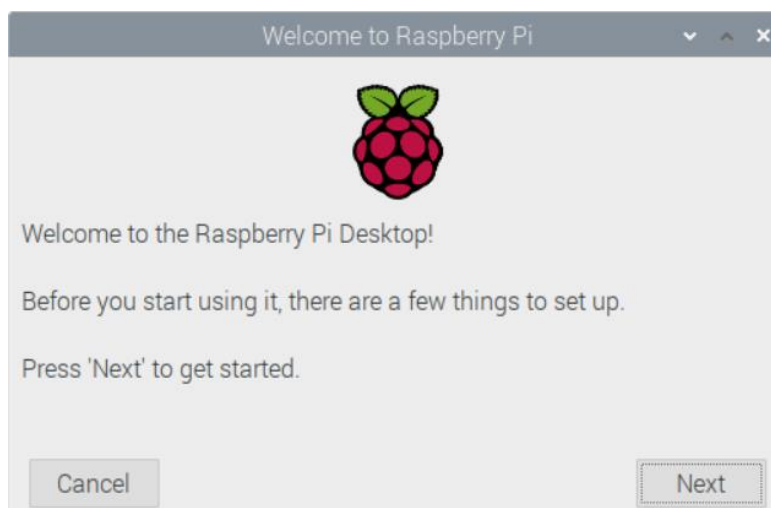 Welcome to Raspberry Pi
Welcome to the Raspberry Pi Desktop!
Before you start using it, there are a few things to set up.
Press 'Next' to get started.
Cancel
Next